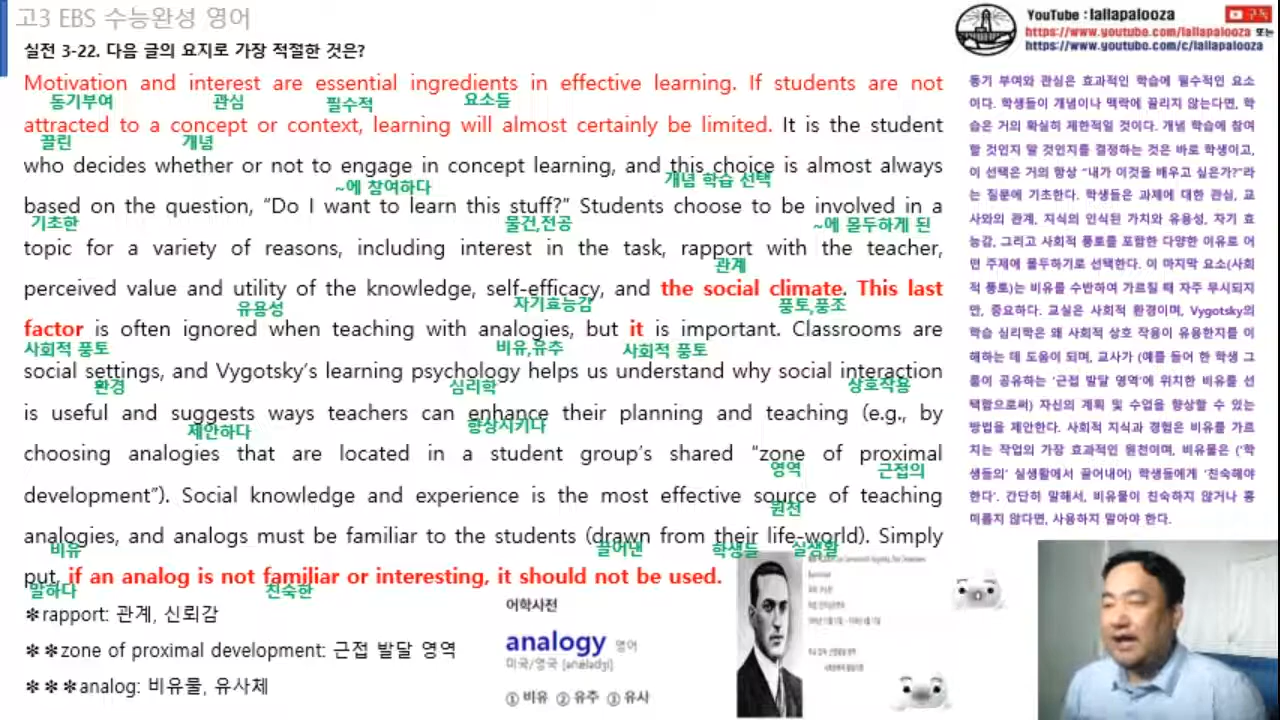 고3 EBS 수능완성 영어
YouTube : lallapalooza
구독
https://www.youtube.com/lallapalooza 또는
https://www.youtube.com/c/lallapalooza
실전 3-22. 다음 글의 요지로 가장 적절한 것은?
Motivation and interest are essential ingredients in effective learning. If students are not
동기부여 관심 필수적 요소들
attracted to a concept or context, learning will almost certainly be limited. It is the student
끌린 개념
who decides whether or not to engage in concept learning, and this choice is almost always
~에 참여하다 개념 학습 선택
based on the question, “Do I want to learn this stuff?” Students choose to be involved in a
기초한 물건,전공 ~에 몰두하게 된
topic for a variety of reasons, including interest in the task, rapport with the teacher,
관계
perceived value and utility of the knowledge, self-efficacy, and the social climate. This last
유용성 자기효능감 풍토,풍조
factor is often ignored when teaching with analogies, but it is important. Classrooms are
사회적 풍토 비유,유추 사회적 풍토
social settings, and Vygotsky’s learning psychology helps us understand why social interaction
환경 심리학 상호작용
is useful and suggests ways teachers can enhance their planning and teaching (e.g., by
제안하다 향상시키다
choosing analogies that are located in a student group’s shared “zone of proximal
영역 근접의
development”). Social knowledge and experience is the most effective source of teaching
원천
analogies, and analogs must be familiar to the students (drawn from their life-world). Simply
비유 끌어낸 학생들 실생활
put, if an analog is not familiar or interesting, it should not be used.
말하다 친숙한
∗rapport: 관계, 신뢰감
∗∗zone of proximal development: 근접 발달 영역
∗∗∗analog: 비유물, 유사체
어학사전
analogy 영어
미국/영국
① 비유 ② 유추 ③ 유사
동기 부여와 관심은 효과적인 학습에 필수적인 요소
이다. 학생들이 개념이나 맥락에 끌리지 않는다면, 학
습은 거의 확실히 제한적일 것이다. 개념 학습에 참여
할 것인지 말 것인지를 결정하는 것은 바로 학생이고,
이 선택은 거의 항상 “내가 이것을 배우고 싶은가?”라
는 질문에 기초한다. 학생들은 과제에 대한 관심, 교
사와의 관계, 지식의 인식된 가치와 유용성, 자기 효
능감, 그리고 사회적 풍토를 포함한 다양한 이유로 어
떤 주제에 몰두하기로 선택한다. 이 마지막 요소(사회
적 풍토)는 비유를 수반하여 가르칠 때 자주 무시되지
만, 중요하다. 교실은 사회적 환경이며, Vygotsky의
학습 심리학은 왜 사회적 상호 작용이 유용한지를 이
해하는 데 도움이 되며, 교사가 (예를 들어 한 학생 그
룹이 공유하는 ‘근접 발달 영역’에 위치한 비유를 선
택함으로써) 자신의 계획 및 수업을 향상할 수 있는
방법을 제안한다. 사회적 지식과 경험은 비유를 가르
치는 작업의 가장 효과적인 원천이며, 비유물은 (‘학
생들의’ 실생활에서 끌어내어) 학생들에게 ‘친숙해야
한다’. 간단히 말해서, 비유물이 친숙하지 않거나 흥
미롭지 않다면, 사용하지 말아야 한다.